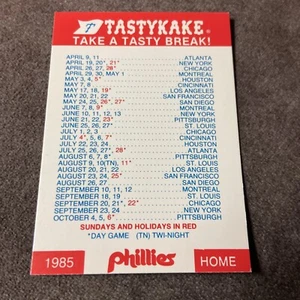 TASTYKAKE
TAKE A TASTY BREAK!
APRIL 9, 11 ATLANTA
APRIL 19, 20*, 21* NEW YORK
APRIL 26, 27, 28* CHICAGO
APRIL 29, 30, MAY 1 MONTREAL
MAY 3, 4, 5* HOUSTON
MAY 7, 8 CINCINNATI
MAY 17, 18, 19* LOS ANGELES
MAY 20, 21, 22 SAN FRANCISCO
MAY 24, 25, 26*, 27* SAN DIEGO
JUNE 7, 8, 9* MONTREAL
JUNE 10, 11, 12, 13 NEW YORK
JUNE 21, 22, 23* PITTSBURGH
JUNE 25, 26, 27* ST. LOUIS
JULY 1, 2, 3 CHICAGO
JULY 4*, 5, 6*, 7* CINCINNATI
JULY 22, 23, 24 HOUSTON
JULY 25, 26, 27*, 28* ATLANTA
AUGUST 6, 7, 8* PITTSBURGH
AUGUST 9, 10(TN), 11* ST. LOUIS
AUGUST 20, 21, 22 LOS ANGELES
AUGUST 23, 24, 25* SAN FRANCISCO
AUGUST 26, 27 SAN DIEGO
SEPTEMBER 10, 11, 12 MONTREAL
SEPTEMBER 18, 19 ST. LOUIS
SEPTEMBER 20, 21, 22* CHICAGO
SEPTEMBER 23, 24 NEW YORK
OCTOBER 4, 5, 6* PITTSBURGH
SUNDAYS AND HOLIDAYS IN RED
*DAY GAME (TN) TWI-NIGHT
1985 Phillies HOME